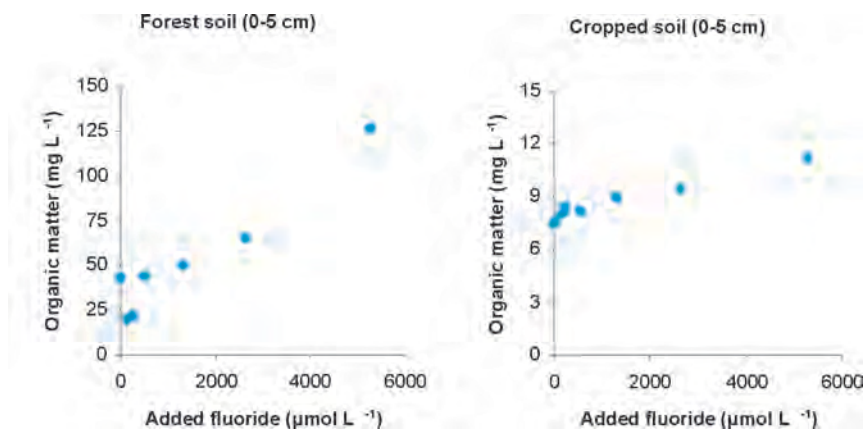 Forest soil (0-5 cm)
150
125
100
75
50
25
0
Organic matter (mg L ⁻¹)
0 2000 4000 6000
Added fluoride (µmol L ⁻¹)
Cropped soil (0-5 cm)
15
12
9
6
3
0
Organic matter (mg L ⁻¹)
0 2000 4000 6000
Added fluoride (µmol L ⁻¹)